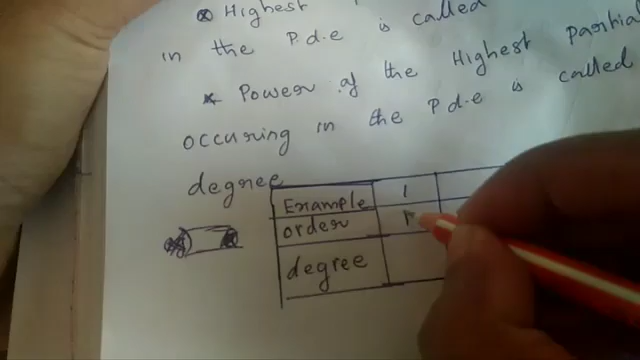 * Highest
in the P.d.e is called
* Power of the Highest Partial
occuring in the P.d.e is called
degree
Example 1
order 1
degree